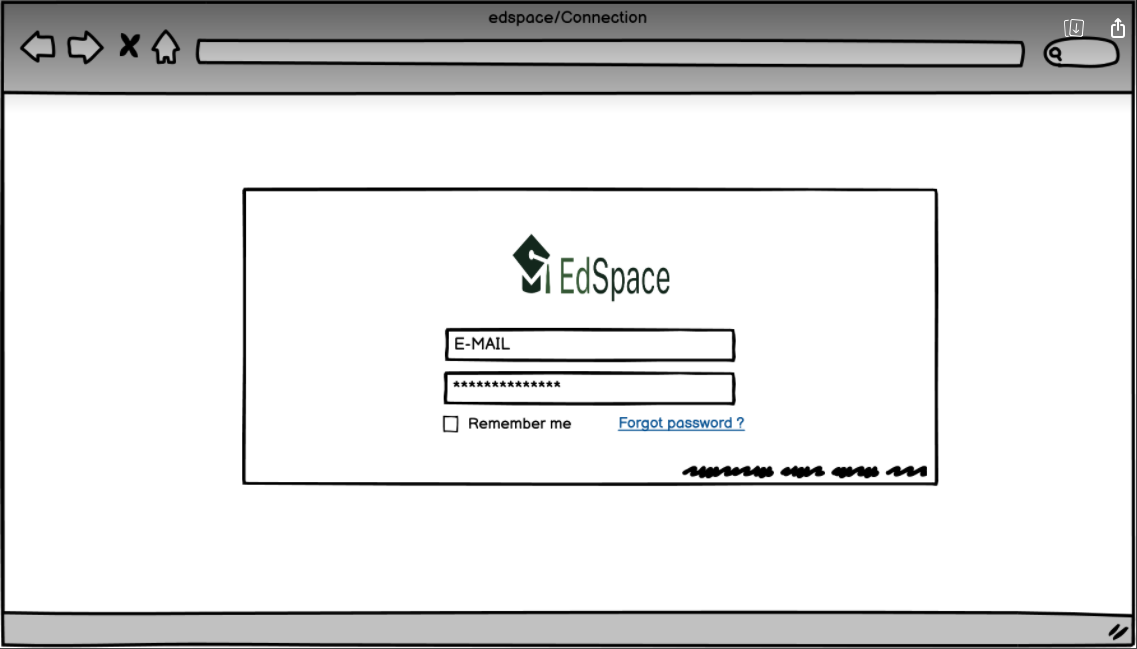 edspace/Connection
EdSpace
E-MAIL
**************
Remember me
Forgot password ?